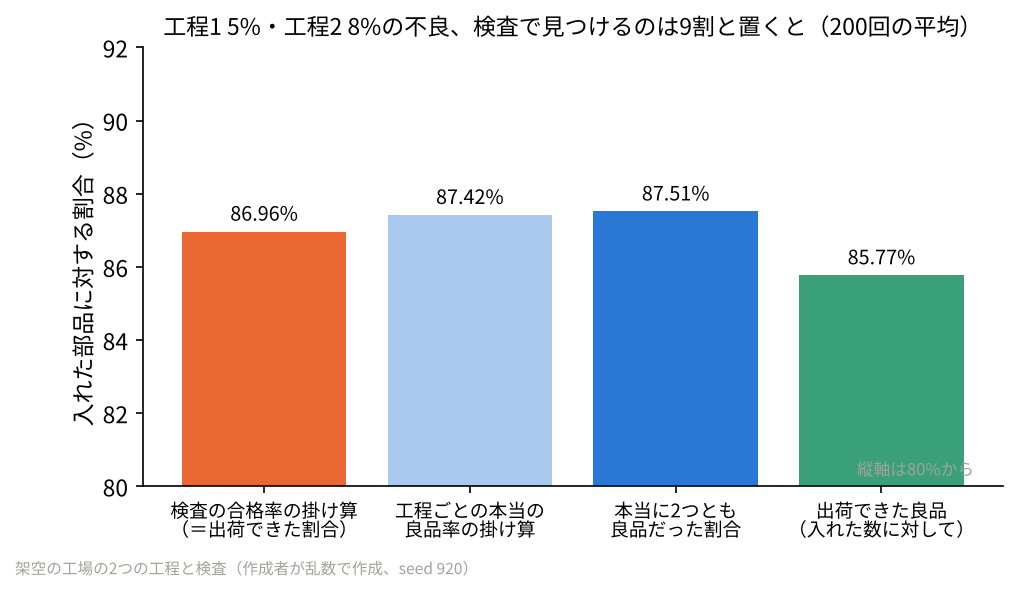 工程1 5%・工程2 8%の不良、検査で見つけるのは9割と置くと（200回の平均）
入れた部品に対する割合（%）
92
90
88
86
84
82
80
86.96%
87.42%
87.51%
85.77%
縦軸は80%から
検査の合格率の掛け算
（＝出荷できた割合）
工程ごとの本当の
良品率の掛け算
本当に2つとも
良品だった割合
出荷できた良品
（入れた数に対して）
架空の工場の2つの工程と検査（作成者が乱数で作成、seed 920）